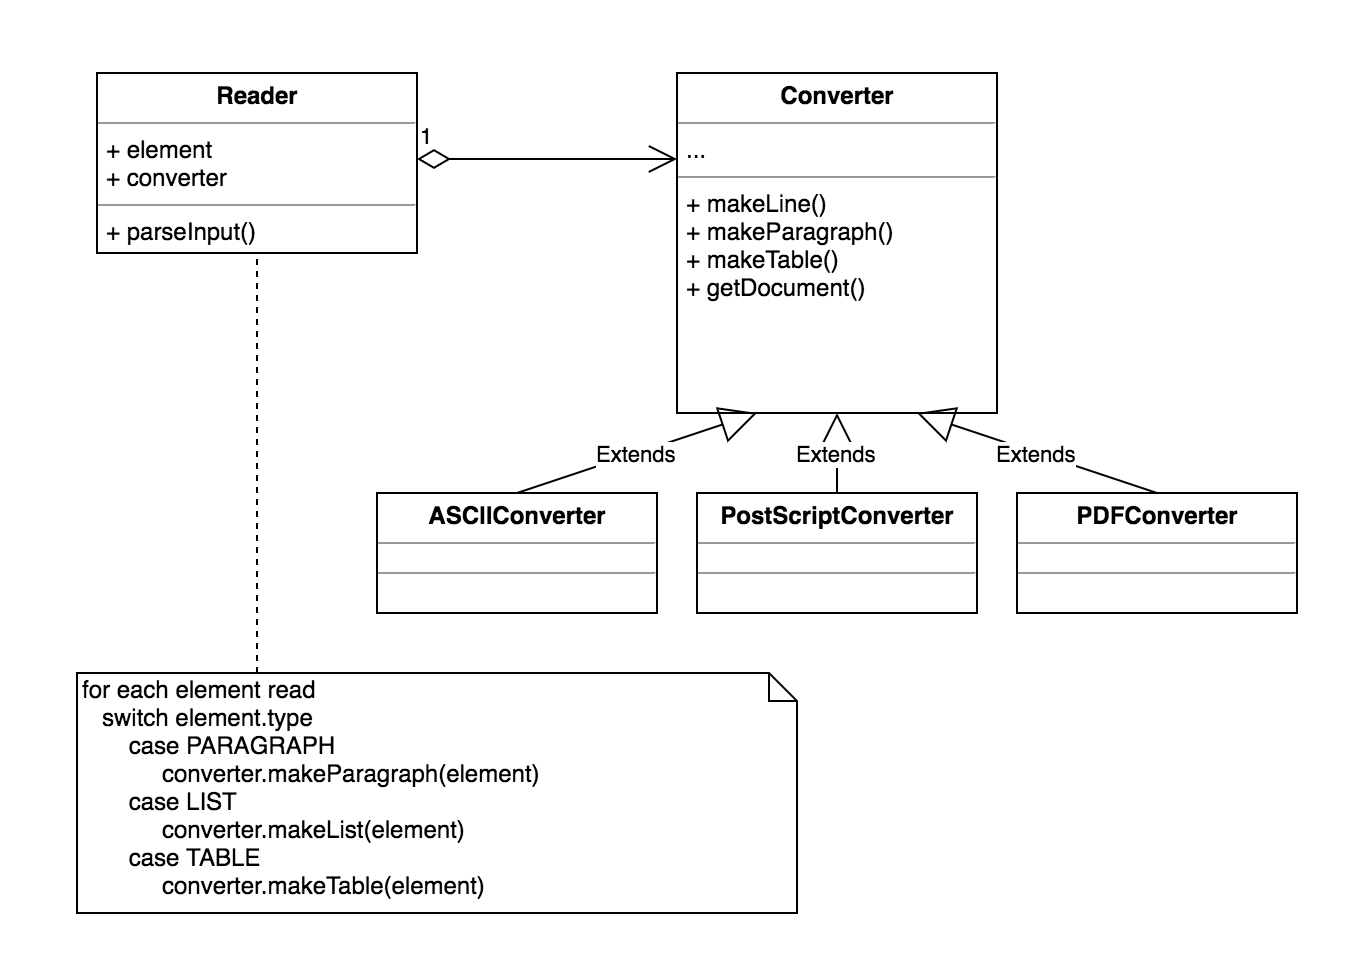 Reader
+ element
+ converter
+ parseInput()
1
Converter
...
+ makeLine()
+ makeParagraph()
+ makeTable()
+ getDocument()
Extends
Extends
Extends
ASCIIConverter
PostScriptConverter
PDFConverter
for each element read
switch element.type
case PARAGRAPH
converter.makeParagraph(element)
case LIST
converter.makeList(element)
case TABLE
converter.makeTable(element)